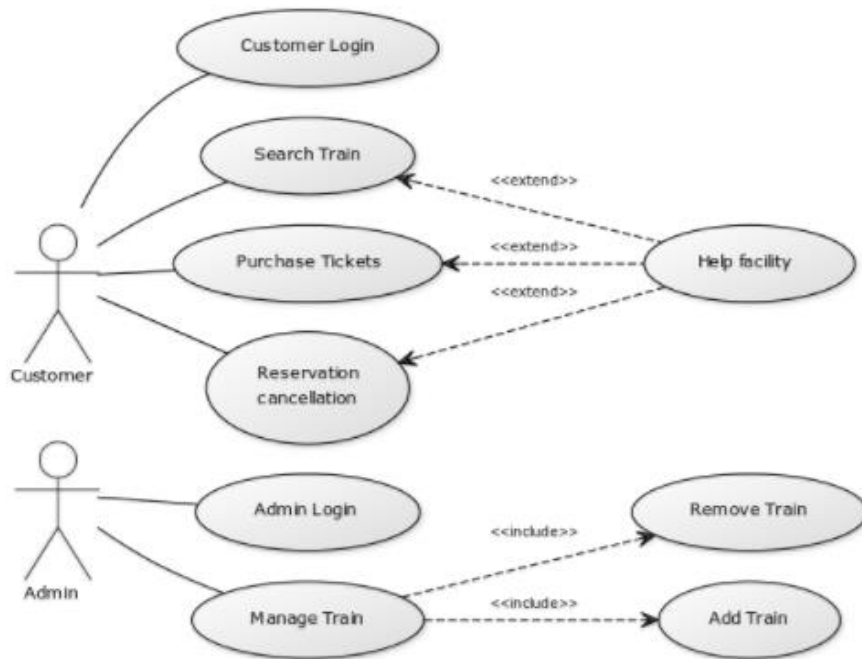 Customer Login
Search Train
<<extend>>
Purchase Tickets
<<extend>>
Help facility
<<extend>>
Customer
Reservation
cancellation
Admin Login
Remove Train
<<include>>
Admin
Manage Train
<<include>>
Add Train